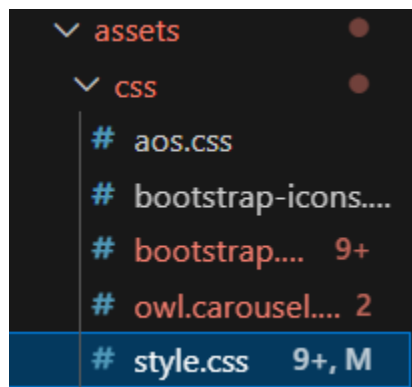 assets
css
# aos.css
# bootstrap-icons....
# bootstrap.... 9+
# owl.carousel.... 2
# style.css 9+, M